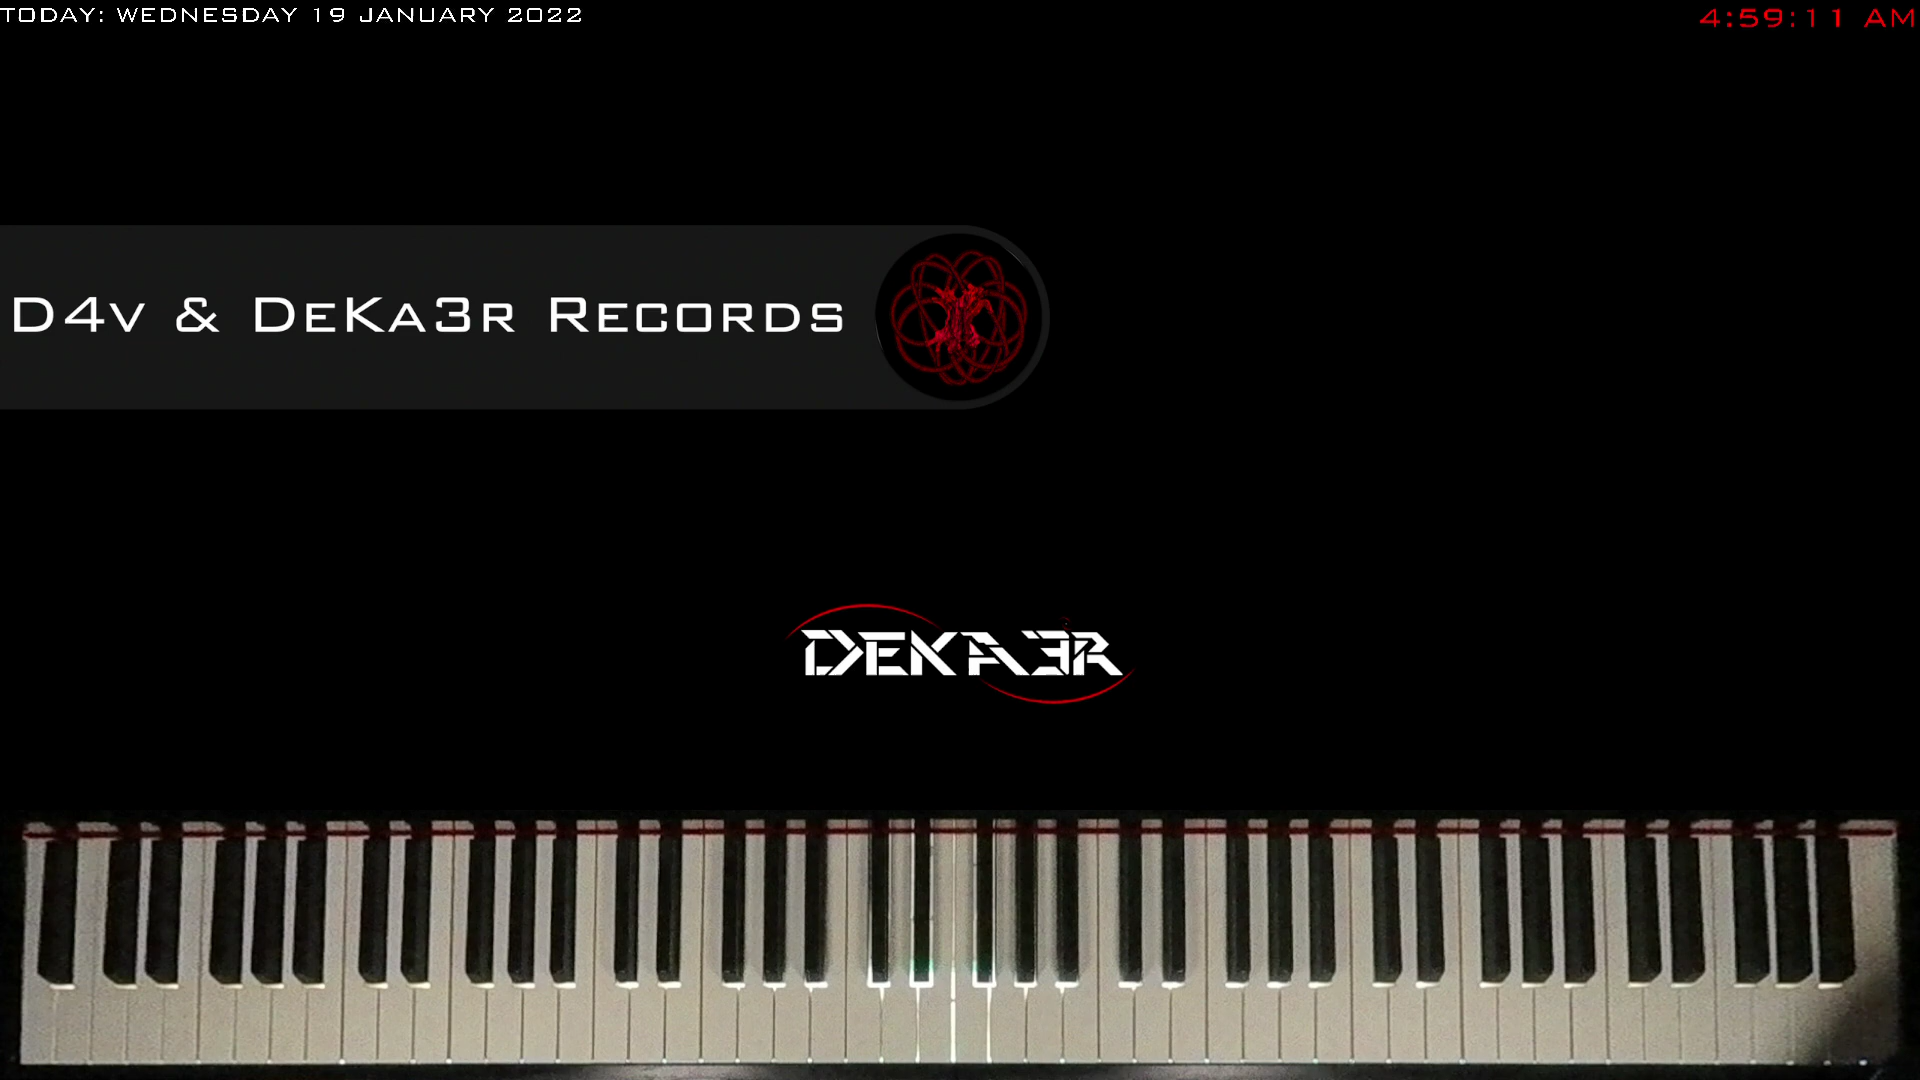 TODAY: WEDNESDAY 19 JANUARY 2022
4:59:11 AM
D4v & DeKa3r Records
DEKA3R